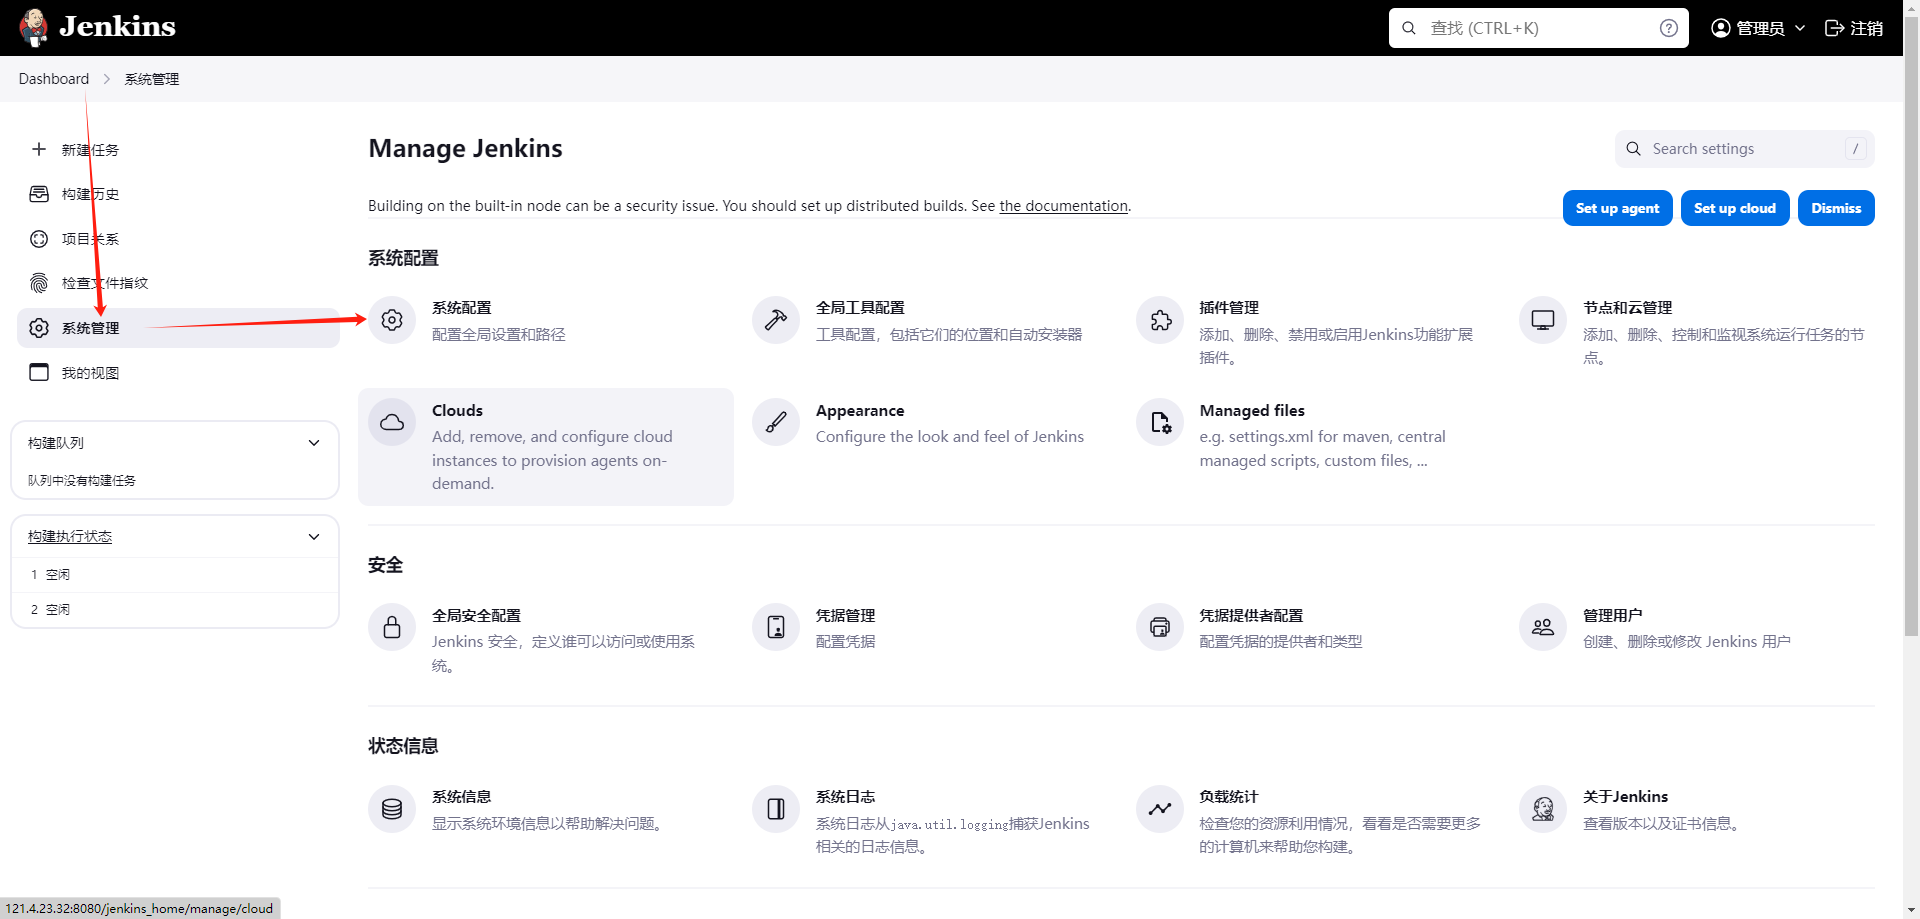 Jenkins
查找 (CTRL+K)
管理员
注销
Dashboard
系统管理
新建任务
构建历史
项目关系
检查文件指纹
系统管理
我的视图
构建队列
队列中没有构建任务
构建执行状态
1 空闲
2 空闲
Manage Jenkins
Search settings
/
Building on the built-in node can be a security issue. You should set up distributed builds. See the documentation.
Set up agent
Set up cloud
Dismiss
系统配置
系统配置
配置全局设置和路径
全局工具配置
工具配置，包括它们的位置和自动安装器
插件管理
添加、删除、禁用或启用Jenkins功能扩展
插件。
节点和云管理
添加、删除、控制和监视系统运行任务的节
点。
Clouds
Add, remove, and configure cloud
instances to provision agents on-
demand.
Appearance
Configure the look and feel of Jenkins
Managed files
e.g. settings.xml for maven, central
managed scripts, custom files, ...
安全
全局安全配置
Jenkins 安全，定义谁可以访问或使用系
统。
凭据管理
配置凭据
凭据提供者配置
配置凭据的提供者和类型
管理用户
创建、删除或修改 Jenkins 用户
状态信息
系统信息
显示系统环境信息以帮助解决问题。
系统日志
系统日志从java.util.logging捕获Jenkins
相关的日志信息。
负载统计
检查您的资源利用情况，看看是否需要更多
的计算机来帮助您构建。
关于Jenkins
查看版本以及证书信息。
121.4.23.32:8080/jenkins_home/manage/cloud